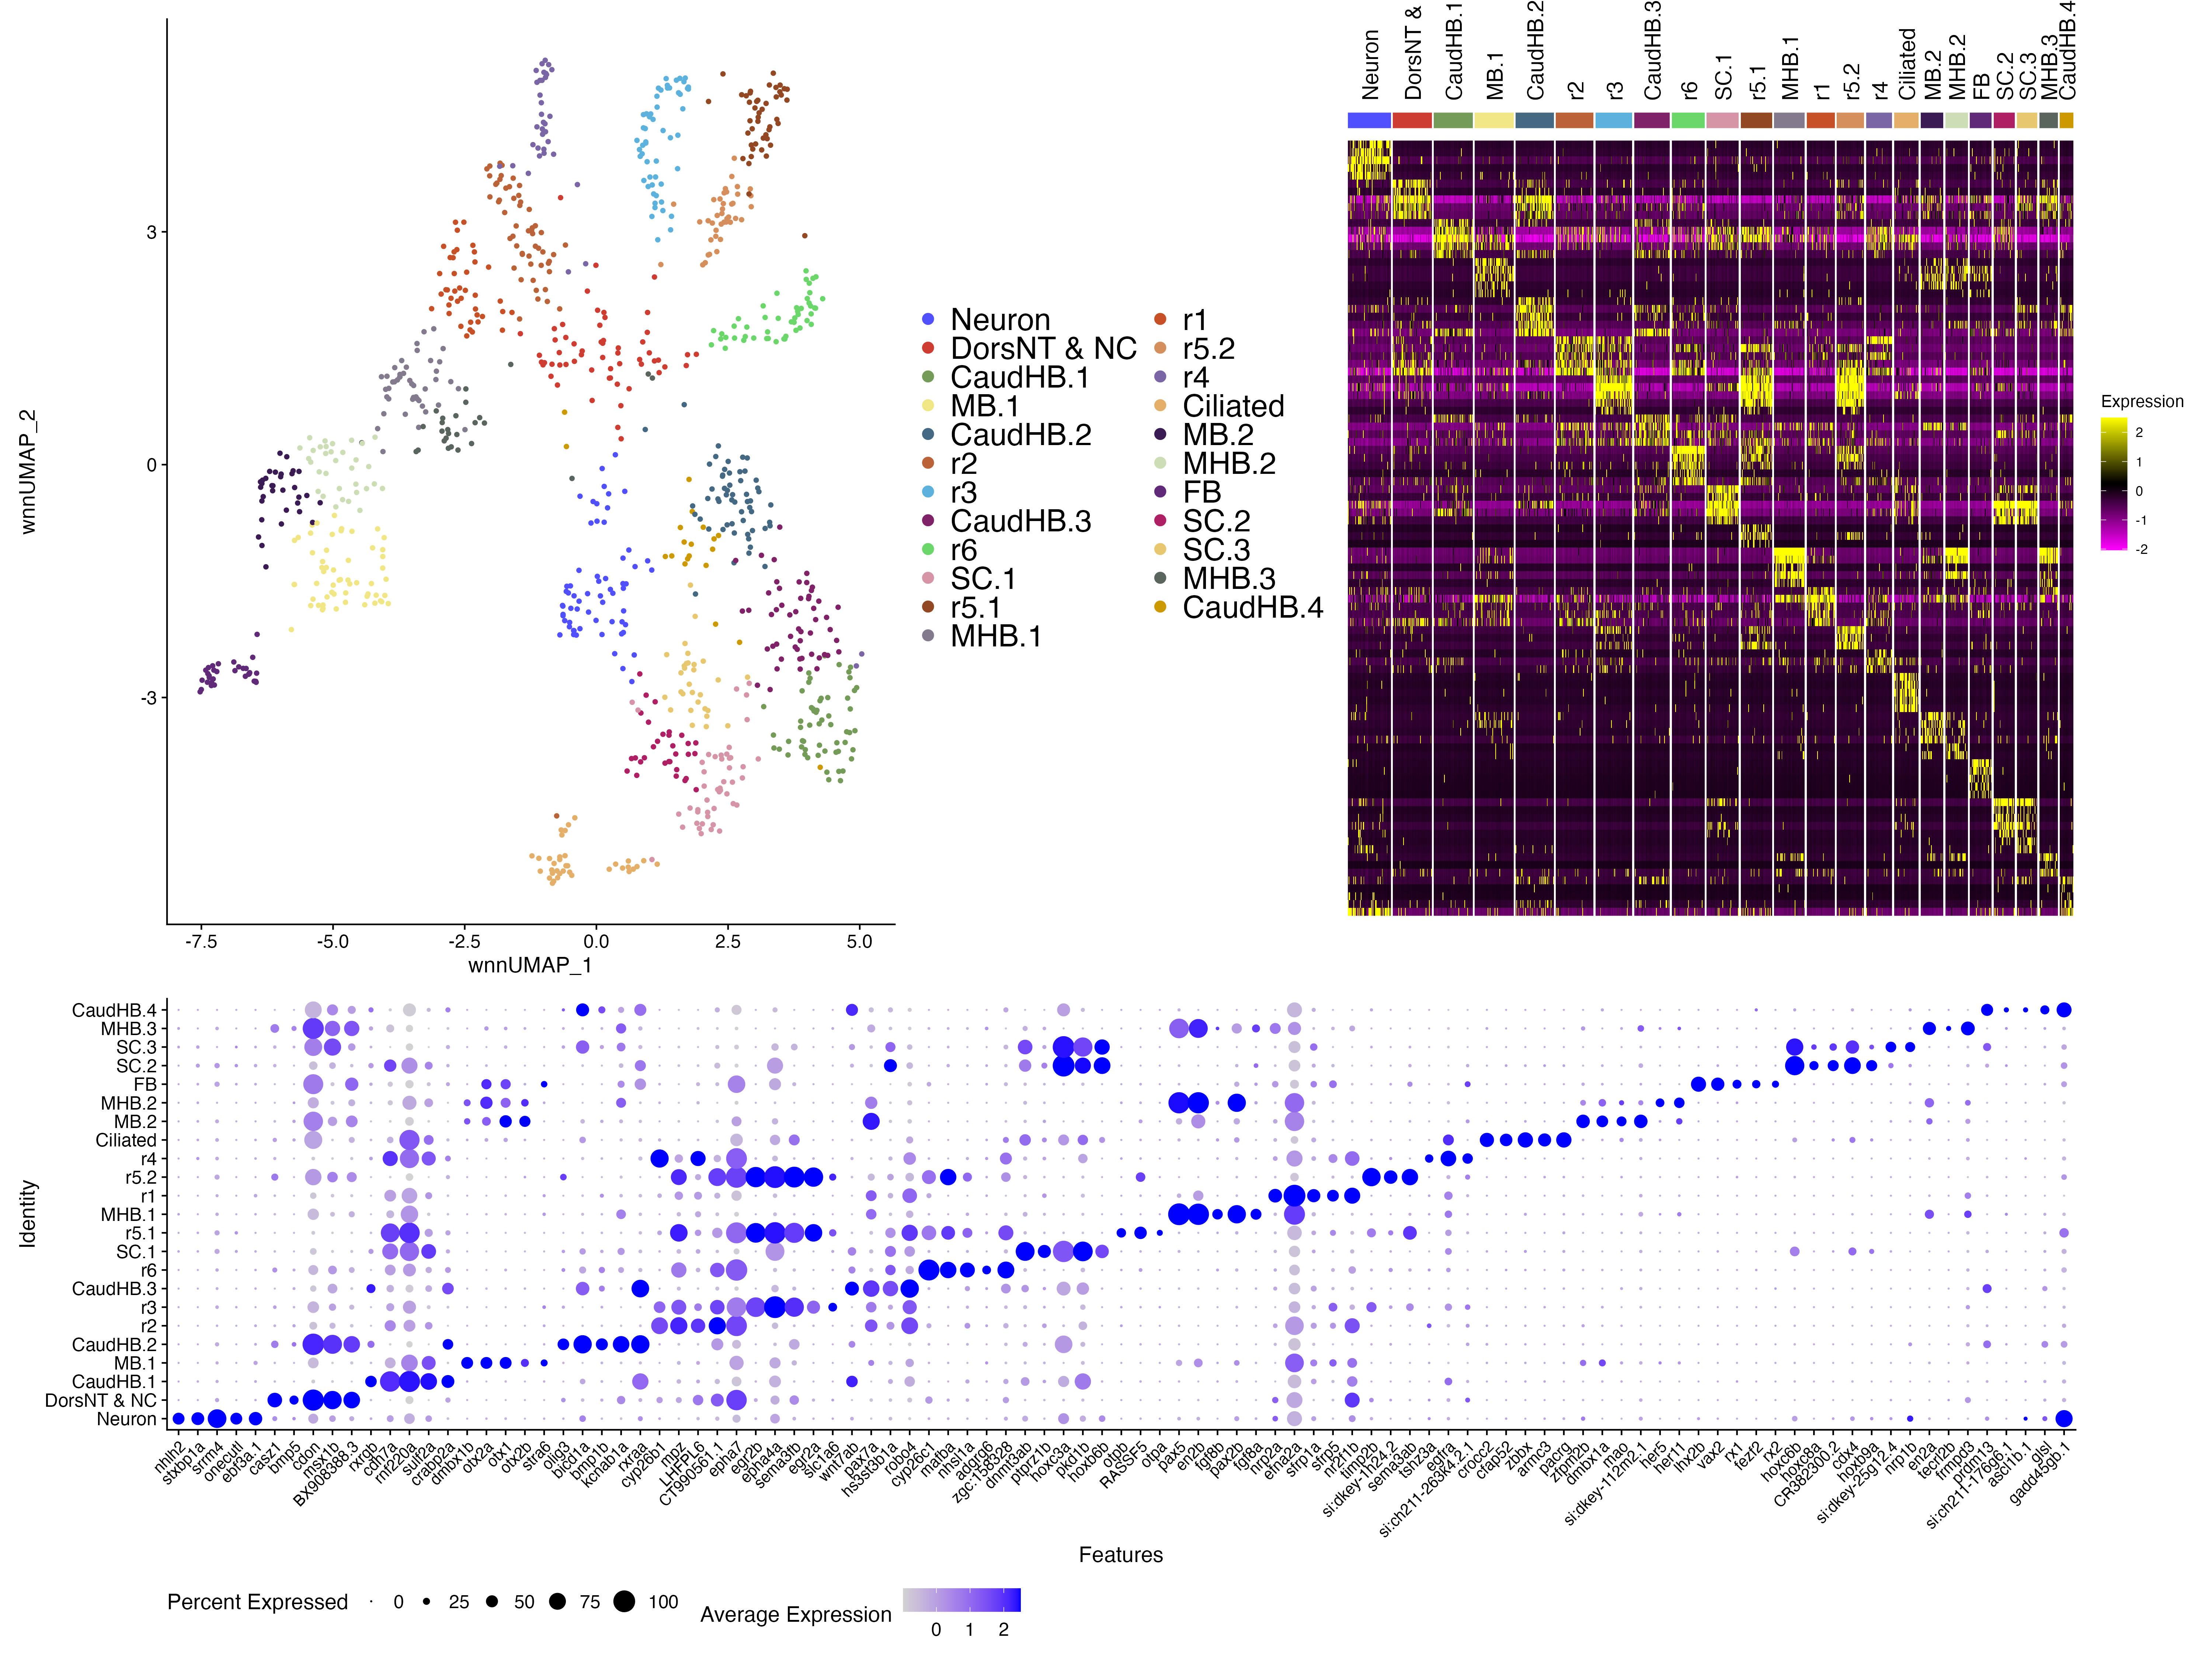 wnnUMAP_2
3
0
-3
-7.5 -5.0 -2.5 0.0 2.5 5.0
wnnUMAP_1
Neuron
DorsNT & NC
CaudHB.1
MB.1
CaudHB.2
r2
r3
CaudHB.3
r6
SC.1
r5.1
MHB.1
r1
r5.2
r4
Ciliated
MB.2
MHB.2
FB
SC.2
SC.3
MHB.3
CaudHB.4
Neuron
DorsNT &
CaudHB.1
MB.1
CaudHB.2
r2
r3
CaudHB.3
r6
SC.1
r5.1
MHB.1
r1
r5.2
r4
Ciliated
MB.2
MHB.2
FB
SC.2
SC.3
MHB.3
CaudHB.4
Expression
2
1
0
-1
-2
Identity
CaudHB.4
MHB.3
SC.3
SC.2
FB
MHB.2
MB.2
Ciliated
r4
r5.2
r1
MHB.1
r5.1
SC.1
r6
CaudHB.3
r3
r2
CaudHB.2
MB.1
CaudHB.1
DorsNT & NC
Neuron
nhlh2
stxbp1a
srrm4
onecutl
ebf3a.1
casz1
bmp5
cdon
msx1b
BX908388.3
rxrgb
cdh7a
rnf220a
sulf2a
crabp2a
dmbx1b
otx2a
otx1
otx2b
stra6
olig3
plcd1a
bmp1b
kcnab1a
rxraa
cyp26b1
mpz
LHFPL6
CT990561.1
epha7
egr2b
epha4a
sema3fb
egr2a
slc1a6
wnt7ab
pax7a
hs3st3b1a
robo4
cyp26c1
mafba
nhsl1a
adgrg6
zgc:158328
dnmt3ab
ptprz1b
hoxc3a
pkd1b
hoxb6b
otpb
RASSF5
otpa
pax5
en2b
fgf8b
pax2b
fgf8a
nrp2a
efna2a
sfrp1a
sfrp5
nr2f1b
timp2b
si:dkey-1h24.2
sema3ab
tshz3a
egfra
si:ch211-263k4.2.1
crocc2
cfap52
zbbx
armc3
pacrg
zfpm2b
dmbx1a
mao
si:dkey-112m2.1
her5
her11
lhx2b
vax2
rx1
fezf2
rx2
hoxc6b
hoxc8a
CR382300.2
cdx4
hoxb9a
si:dkey-25g12.4
nrp1b
en2a
tecrl2b
frmpd3
prdm13
si:ch211-176g6.1
ascl1b.1
glsl
gadd45gb.1
Features
Percent Expressed 0 25 50 75 100
Average Expression
0 1 2